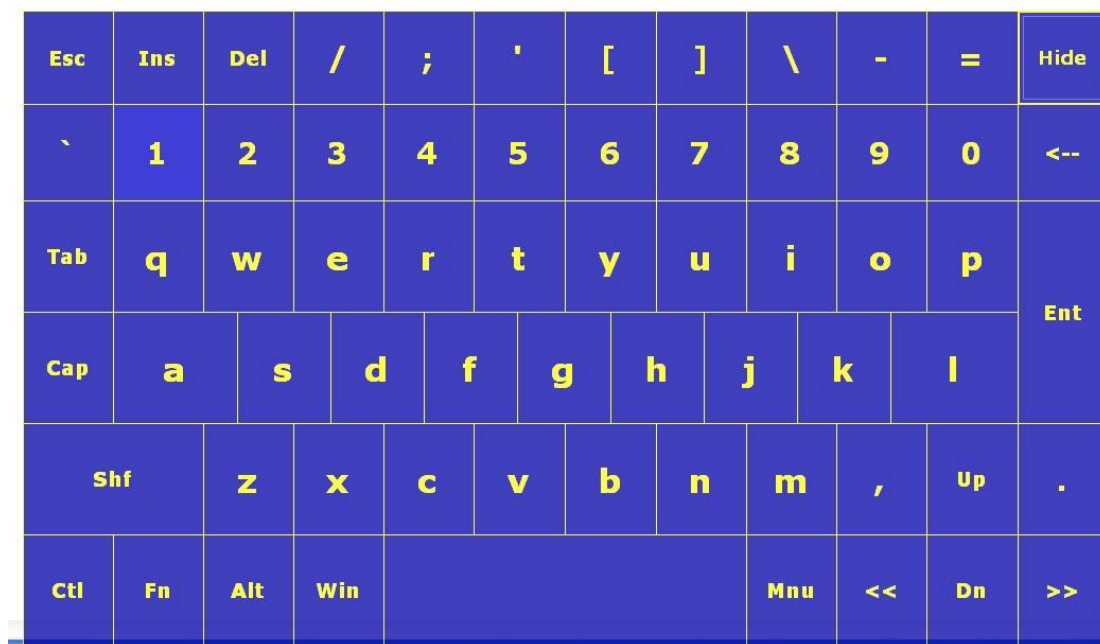 Esc Ins Del / ; ' [ ] \ - = Hide
` 1 2 3 4 5 6 7 8 9 0 <--
Tab q w e r t y u i o p
Ent
Cap a s d f g h j k l
Shf z x c v b n m , Up .
Ctl Fn Alt Win Mnu << Dn >>